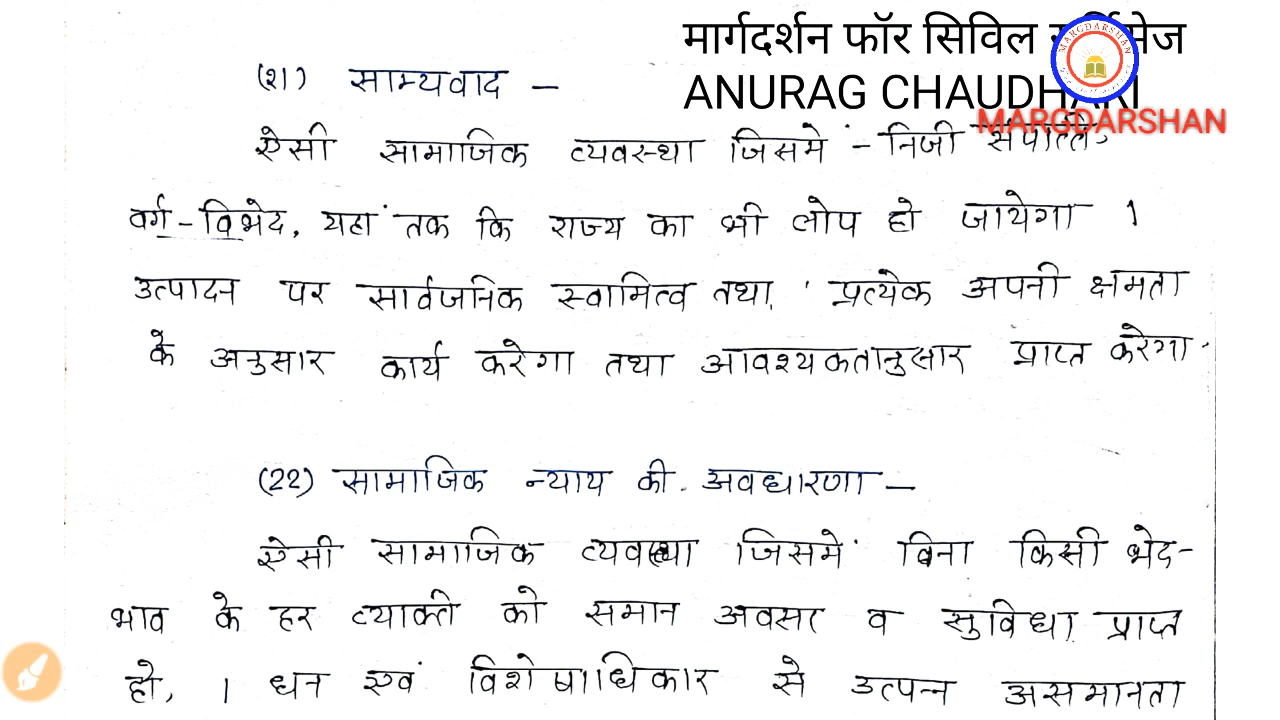 मार्गदर्शन फॉर सिविल
ANURAG CHAUDHARI
MARGDARSHAN
MARGDARSHAN
(21) साम्यवाद –
ऐसी सामाजिक व्यवस्था जिसमें – निजी संपत्ति,
वर्ग-विभेद, यहां तक कि राज्य का भी लोप हो जायेगा ।
उत्पादन पर सार्वजनिक स्वामित्व तथा ' प्रत्येक अपनी क्षमता
के अनुसार कार्य करेगा तथा आवश्यकतानुसार प्राप्त करेगा.
(22) सामाजिक न्याय की अवधारणा –
ऐसी सामाजिक व्यवस्था जिसमें बिना किसी भेद-
भाव के हर व्यक्ति को समान अवसर व सुविधा प्राप्त
हो, । धन एवं विशेषाधिकार से उत्पन्न असमानता